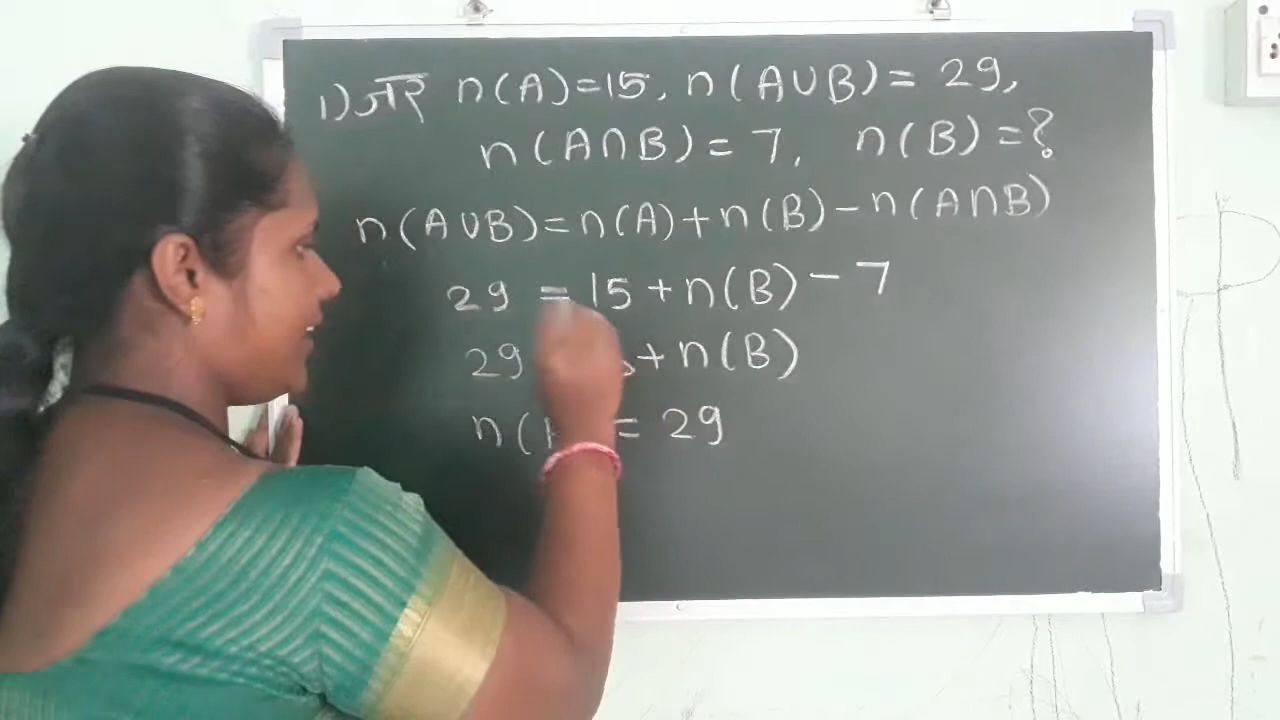 1) जर n(A)=15, n(A∪B)= 29,
n(A∩B)= 7, n(B)=?
n(A∪B)=n(A)+n(B)-n(A∩B)
29 = 15+n(B)-7
29 +n(B)
n( = 29